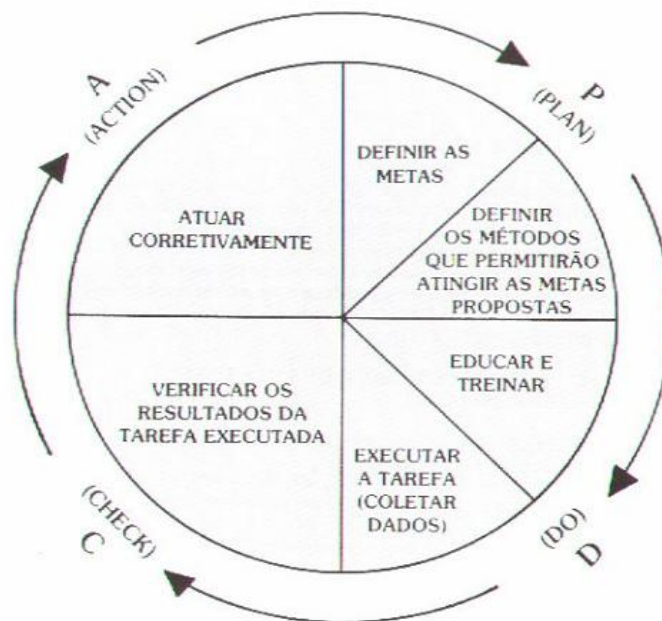 A
(ACTION)
P
(PLAN)
DEFINIR AS
METAS
DEFINIR
OS MÉTODOS
QUE PERMITIRÃO
ATINGIR AS METAS
PROPOSTAS
EDUCAR E
TREINAR
EXECUTAR
A TAREFA
(COLETAR
DADOS)
(DO)
D
VERIFICAR OS
RESULTADOS DA
TAREFA EXECUTADA
(CHECK)
C
ATUAR
CORRETIVAMENTE